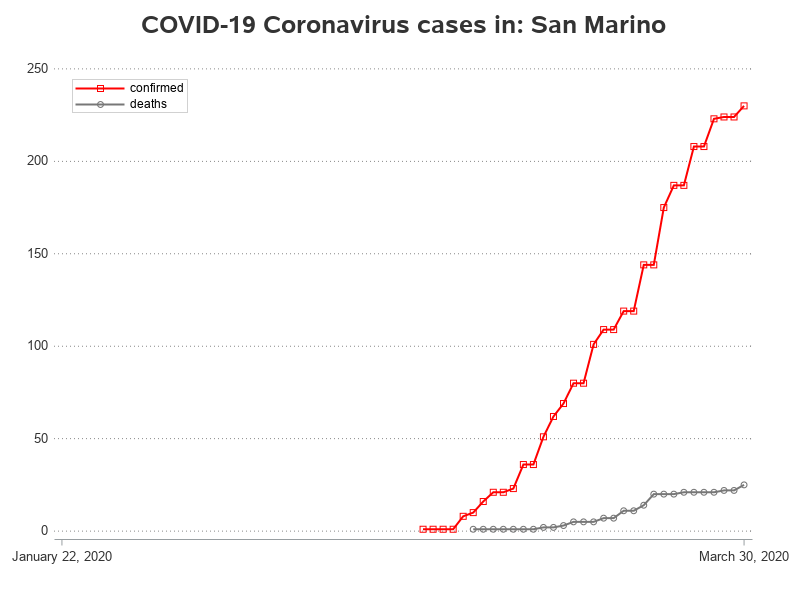 COVID-19 Coronavirus cases in: San Marino
250
confirmed
deaths
200
150
100
50
0
January 22, 2020
March 30, 2020